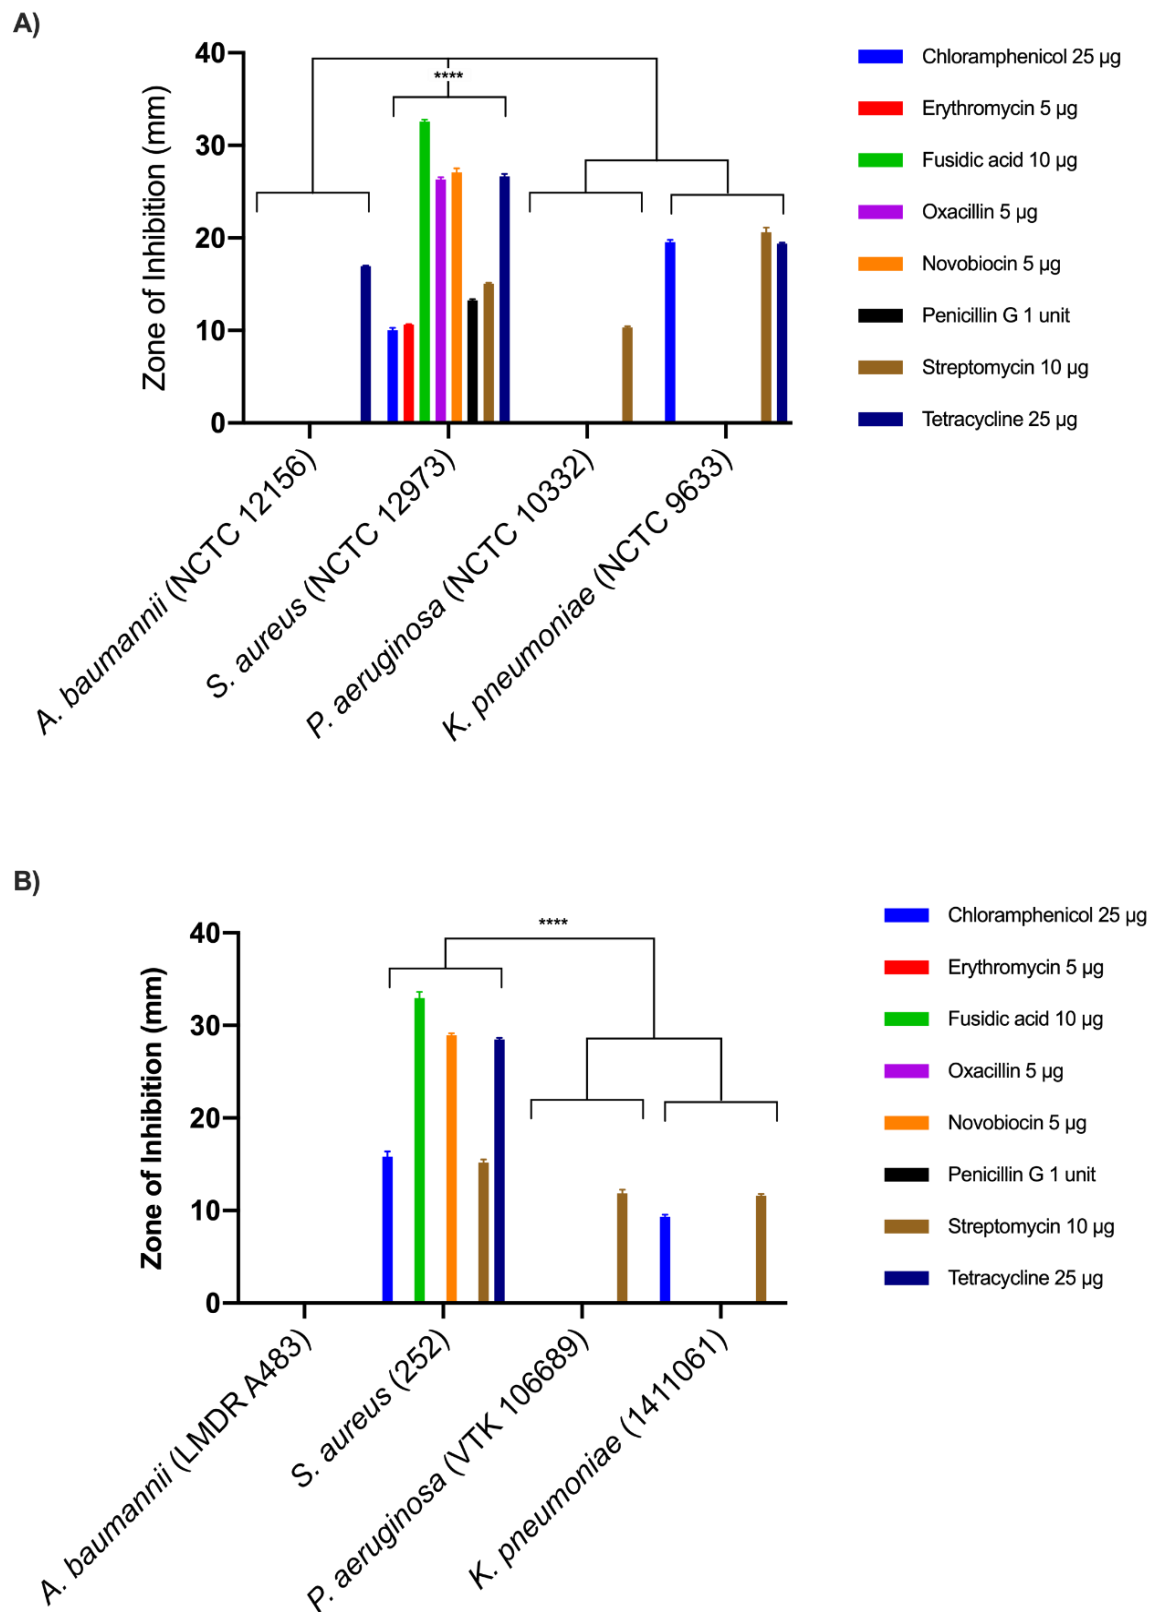 A)
Zone of Inhibition (mm)
40
30
20
10
0
****
A. baumannii (NCTC 12156)
S. aureus (NCTC 12973)
P. aeruginosa (NCTC 10332)
K. pneumoniae (NCTC 9633)
Chloramphenicol 25 µg
Erythromycin 5 µg
Fusidic acid 10 µg
Oxacillin 5 µg
Novobiocin 5 µg
Penicillin G 1 unit
Streptomycin 10 µg
Tetracycline 25 µg
B)
Zone of Inhibition (mm)
40
30
20
10
0
****
A. baumannii (LMDR A483)
S. aureus (252)
P. aeruginosa (VTK 106689)
K. pneumoniae (1411061)
Chloramphenicol 25 µg
Erythromycin 5 µg
Fusidic acid 10 µg
Oxacillin 5 µg
Novobiocin 5 µg
Penicillin G 1 unit
Streptomycin 10 µg
Tetracycline 25 µg